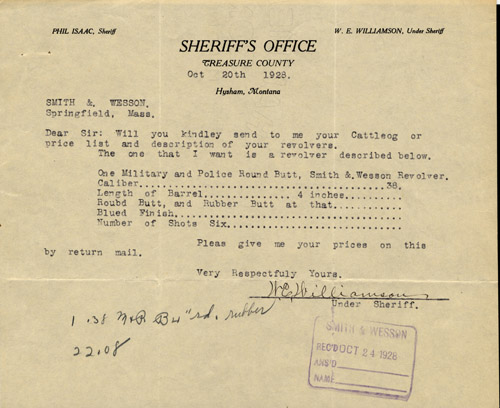 PHIL ISAAC, Sheriff
W. E. WILLIAMSON, Under Sheriff
SHERIFF'S OFFICE
TREASURE COUNTY
Oct 20th 1928.
Hysham, Montana
SMITH &. WESSON.
Springfield, Mass.
Dear Sir: Will you kindley send to me your Cattleog or
price list and description of your revolvers.
The one that I want is a revolver described below.
One Military and Police Round Butt, Smith &.Wesson Revolver.
Caliber.......................................38.
Length of Barrel...............4 inches..........
Roubd Butt, and Rubber Butt at that............
Blued Finish....................................
Number of Shots Six............................
Please give me your prices on this
by return mail.
Very Respectfuly Yours.
W.E.Williamson
Under Sheriff.
1 .38 M&P B 4" rd. rubber
22.08
SMITH & WESSON
REC'D OCT 24 1928
ANS'D
NAME